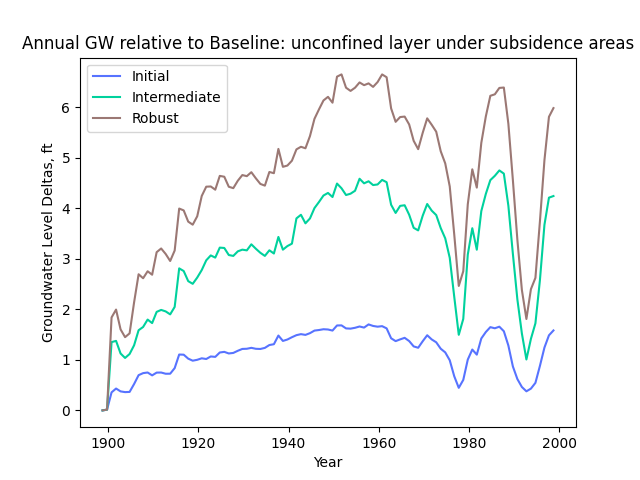 Annual GW relative to Baseline: unconfined layer under subsidence areas
Initial
Intermediate
Robust
Groundwater Level Deltas, ft
6
5
4
3
2
1
0
1900
1920
1940
1960
1980
2000
Year